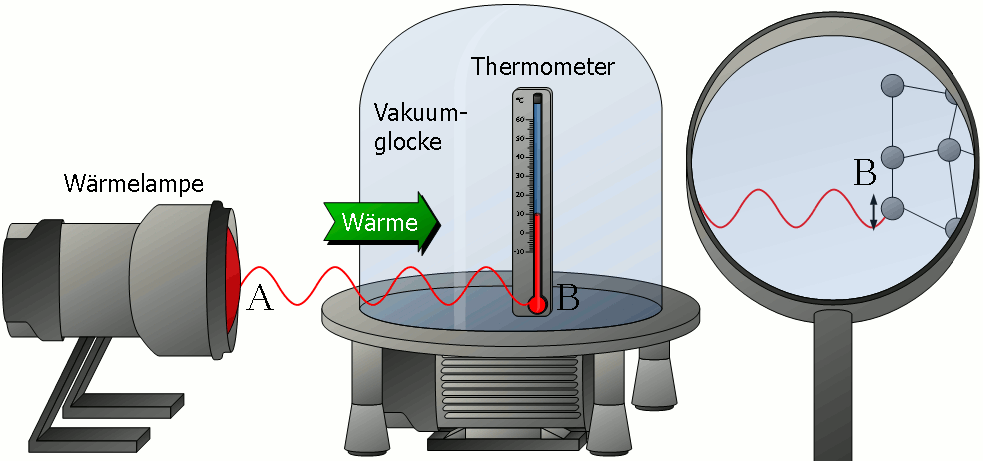 Wärmelampe
A
Wärme
Vakuum-
glocke
Thermometer
°C
60
50
40
30
20
10
0
-10
B
B